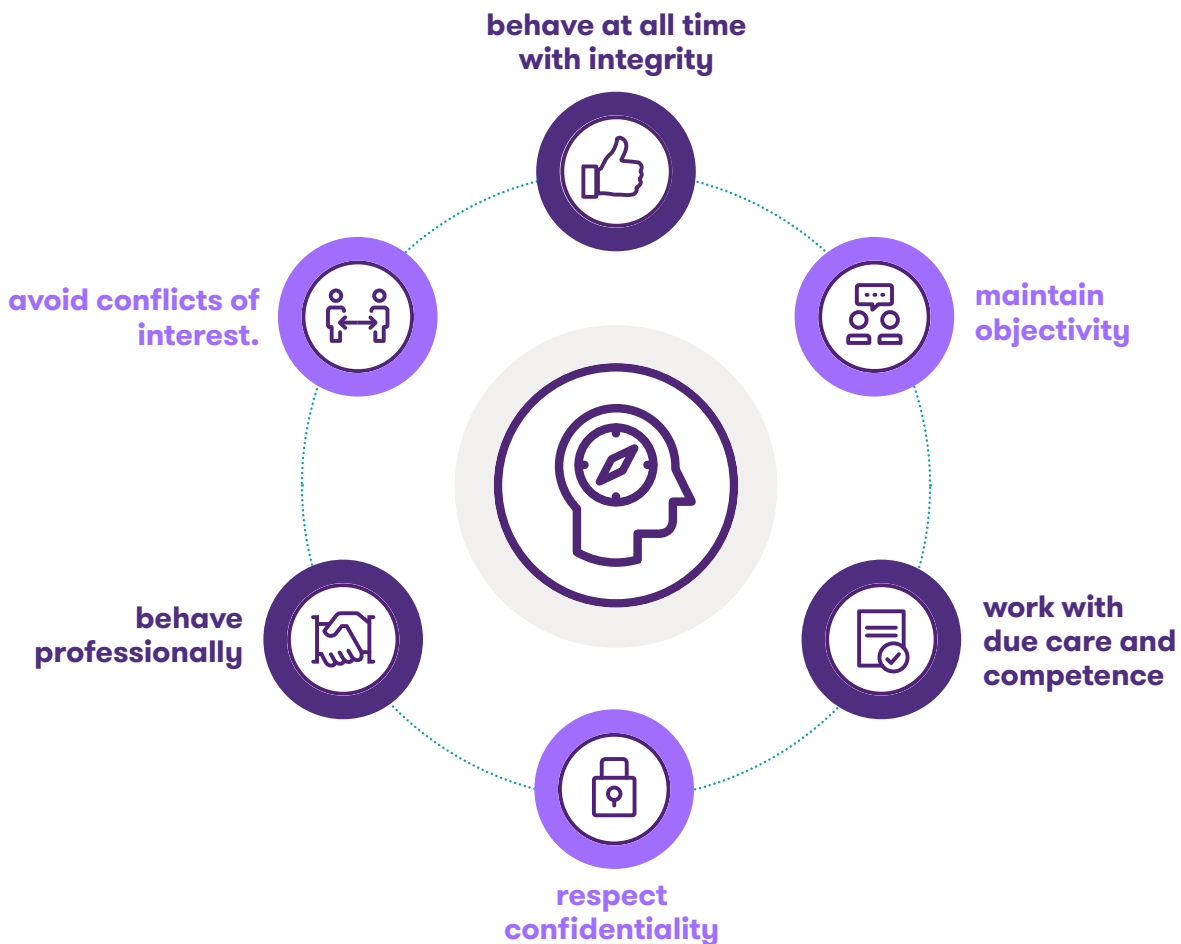 behave at all time
with integrity
maintain
objectivity
work with
due care and
competence
respect
confidentiality
behave
professionally
avoid conflicts of
interest.